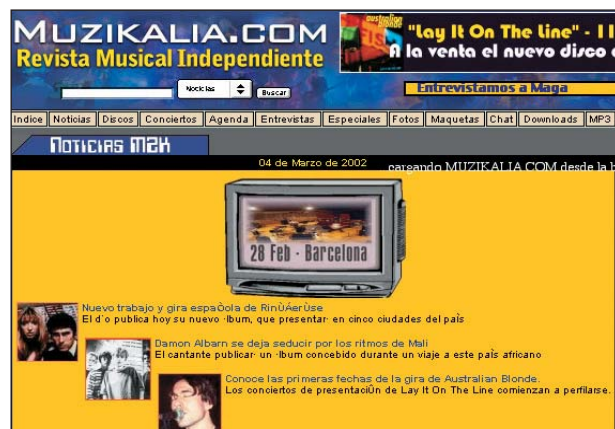 MUZIKALIA.COM
Revista Musical Independiente
australian blonde
"Lay It On The Line" - 11
A la venta el nuevo disco
Noticias
Buscar
Entrevistamos a Maga
Indice Noticias Discos Conciertos Agenda Entrevistas Especiales Fotos Maquetas Chat Downloads MP3
NOTICIAS MZK
04 de Marzo de 2002
cargando MUZIKALIA.COM desde la
28 Feb - Barcelona
Nuevo trabajo y gira espaÒola de RinÙÁerÙse
El d˙o publica hoy su nuevo ·lbum, que presentar· en cinco ciudades del paìs
Damon Albarn se deja seducir por los ritmos de Mali
El cantante publicar· un ·lbum concebido durante un viaje a este paìs africano
Conoce las primeras fechas de la gira de Australian Blonde.
Los conciertos de presentaciÛn de Lay It On The Line comienzan a perfilarse.